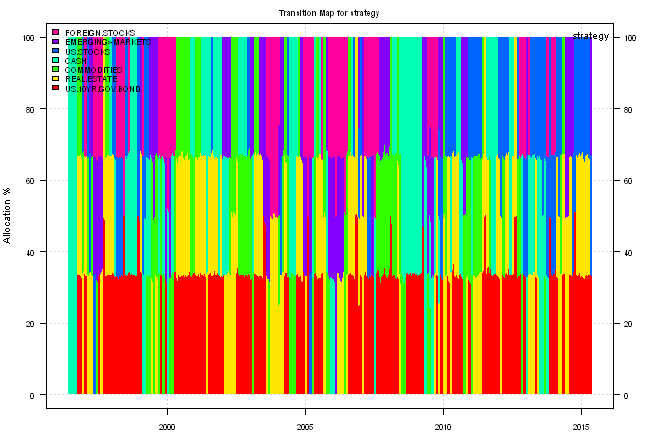 Transition Map for strategy
strategy
FOREIGN.STOCKS
EMERGING>MARKETS
US.STOCKS
CASH
COMMODITIES
REAL.ESTATE
US.10YR.GOV.BOND
Allocation %
100
80
60
40
20
0
100
80
60
40
20
0
2000 2005 2010 2015